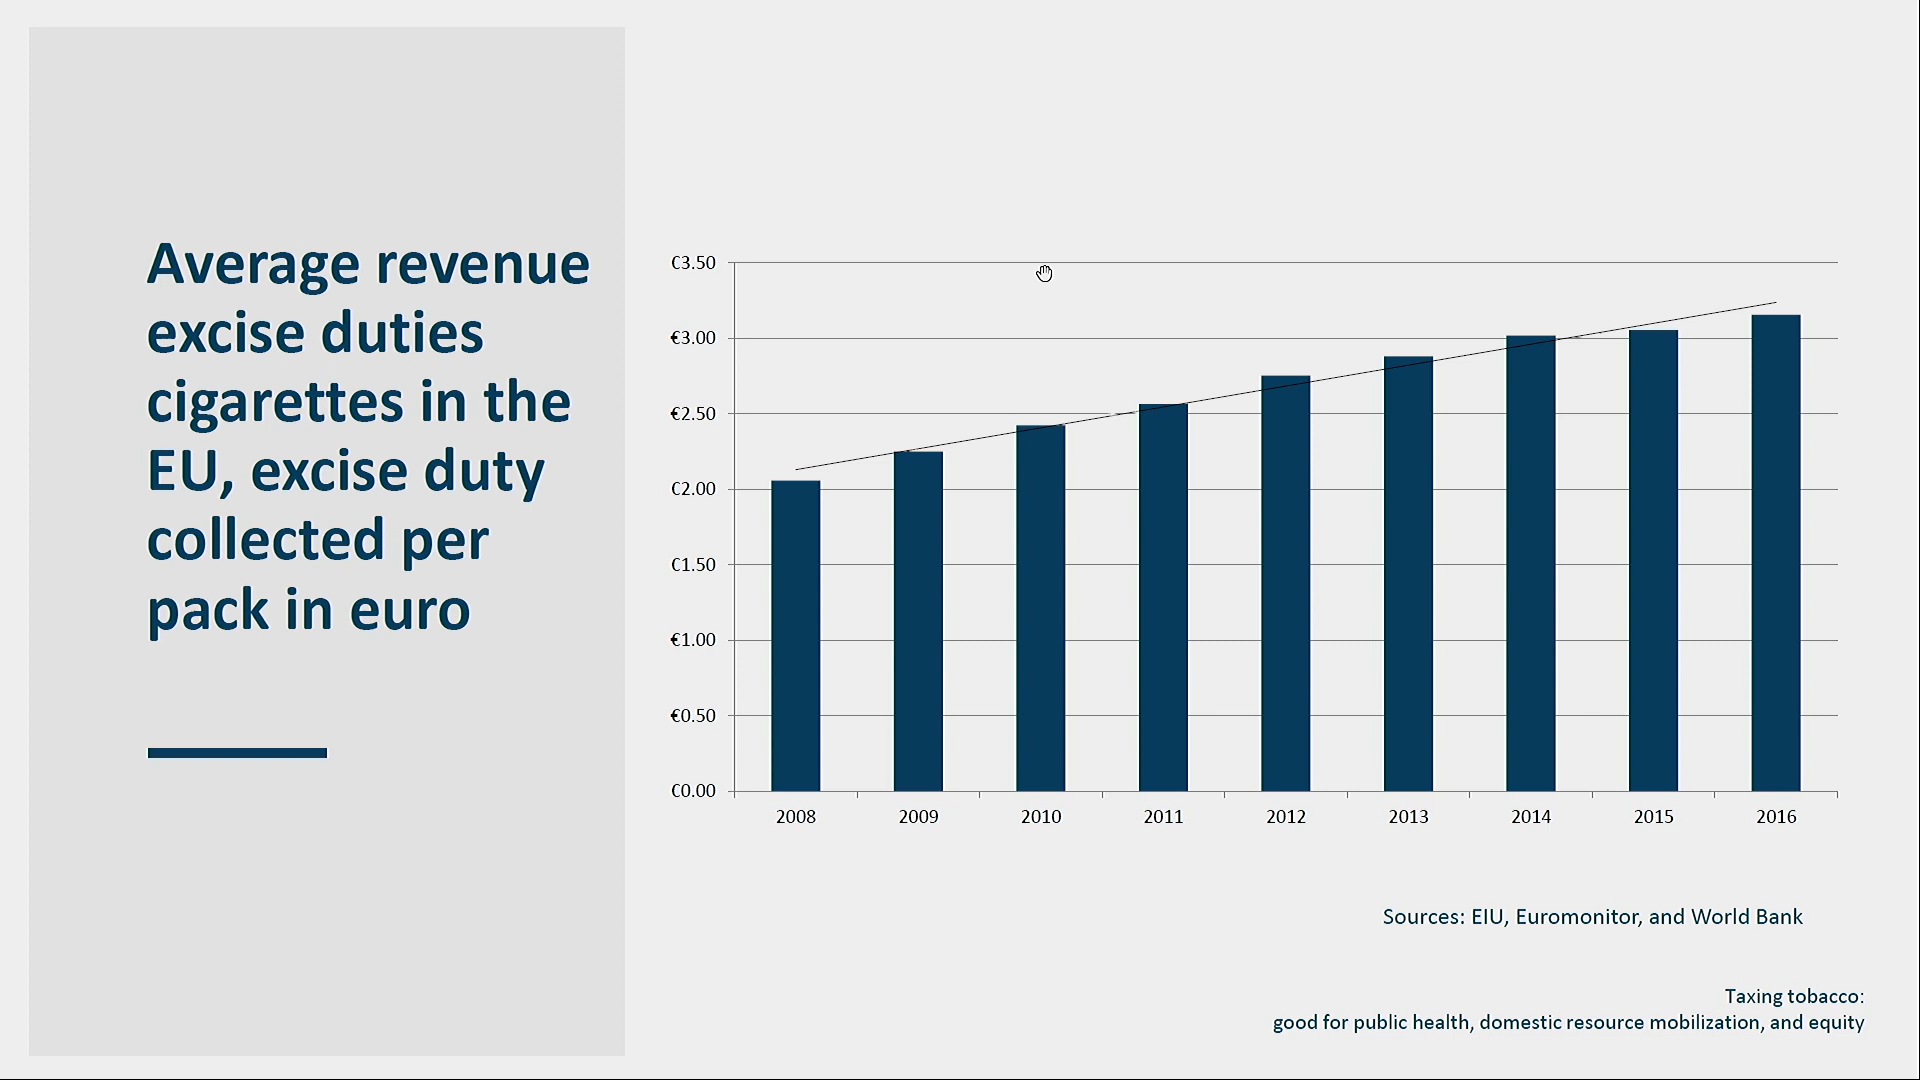 Average revenue
excise duties
cigarettes in the
EU, excise duty
collected per
pack in euro
€3.50
€3.00
€2.50
€2.00
€1.50
€1.00
€0.50
€0.00
2008 2009 2010 2011 2012 2013 2014 2015 2016
Sources: EIU, Euromonitor, and World Bank
Taxing tobacco:
good for public health, domestic resource mobilization, and equity